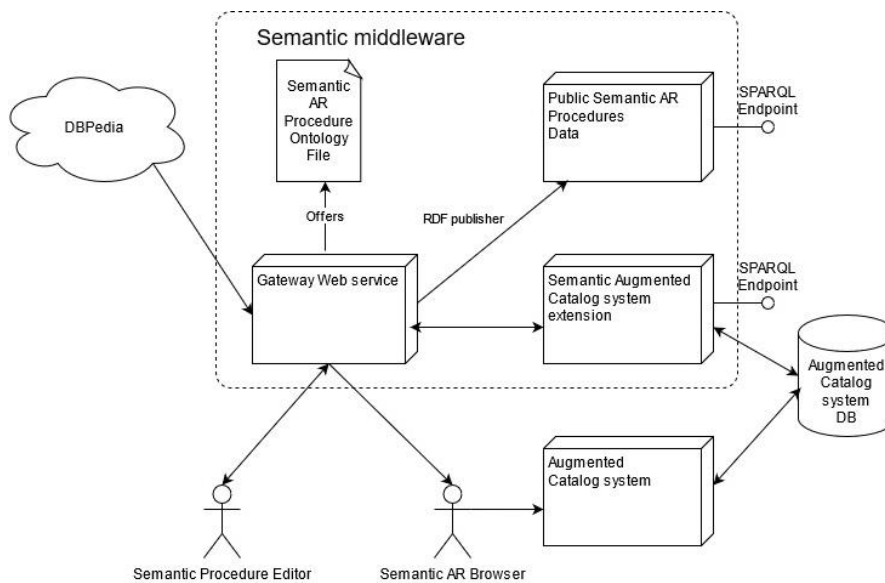 Semantic middleware
DBPedia
Semantic
AR
Procedure
Ontology
File
Public Semantic AR
Procedures
Data
SPARQL
Endpoint
Offers
RDF publisher
Gateway Web service
Semantic Augmented
Catalog system
extension
SPARQL
Endpoint
Augmented
Catalog
system
DB
Augmented
Catalog system
Semantic Procedure Editor
Semantic AR Browser